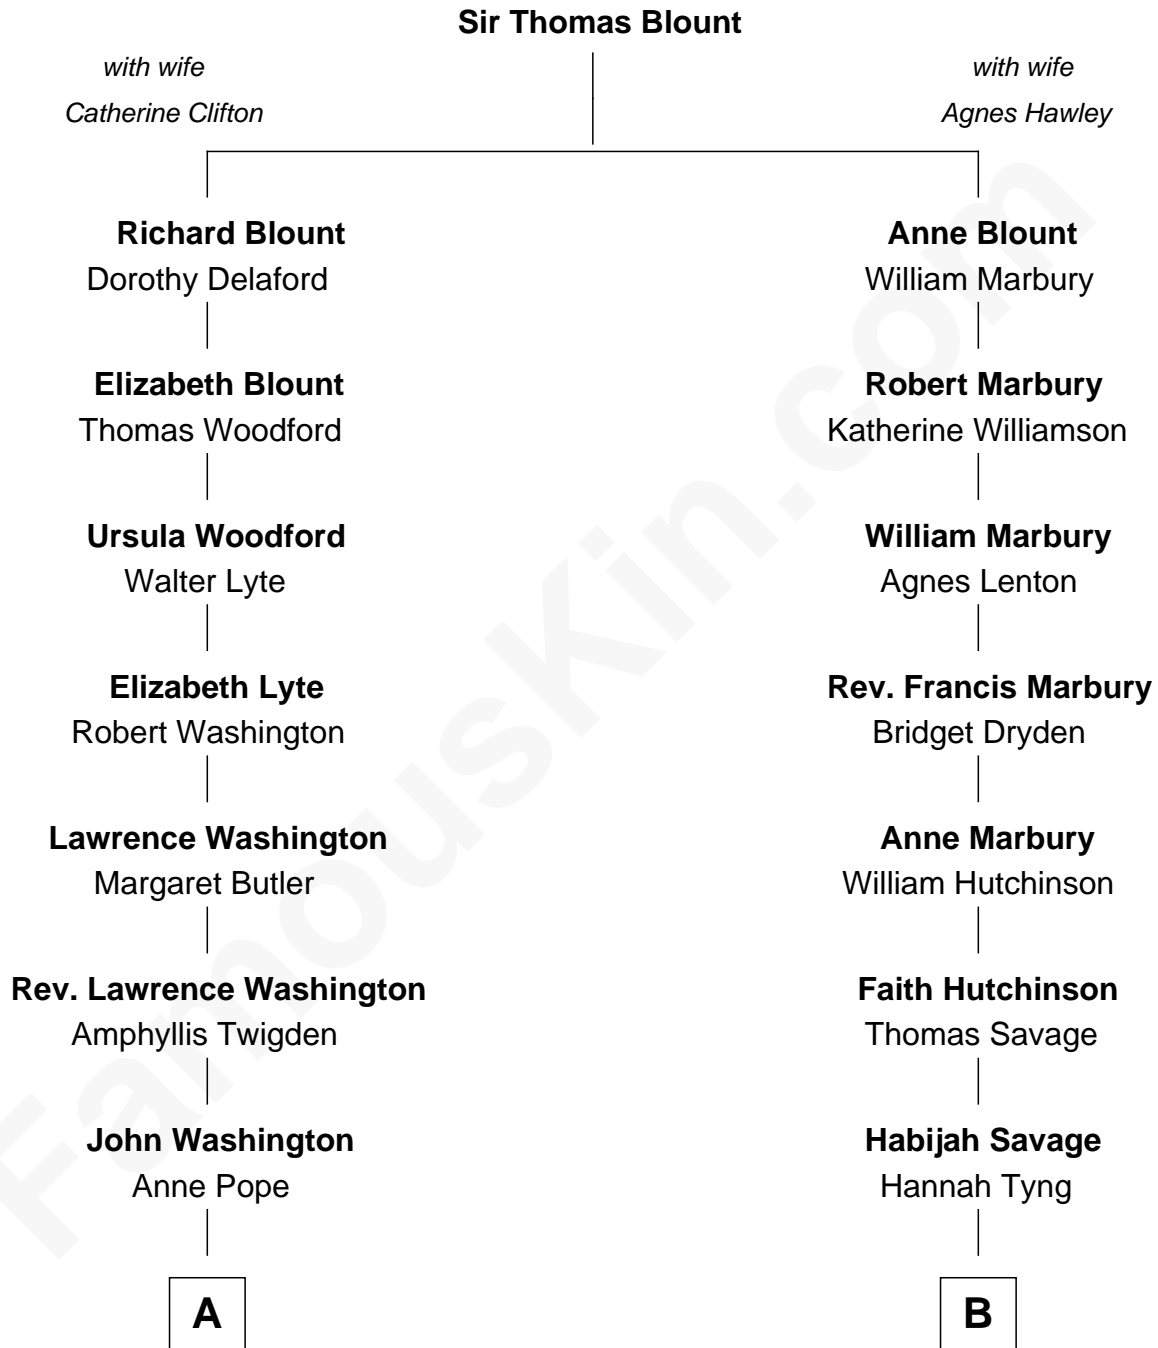 Sir Thomas Blount
with wife
Catherine Clifton
with wife
Agnes Hawley
Richard Blount
Dorothy Delaford
Anne Blount
William Marbury
Elizabeth Blount
Thomas Woodford
Robert Marbury
Katherine Williamson
Ursula Woodford
Walter Lyte
William Marbury
Agnes Lenton
Elizabeth Lyte
Robert Washington
Rev. Francis Marbury
Bridget Dryden
Lawrence Washington
Margaret Butler
Anne Marbury
William Hutchinson
Rev. Lawrence Washington
Amphyllis Twigden
Faith Hutchinson
Thomas Savage
John Washington
Anne Pope
Habijah Savage
Hannah Tyng
A
B
FamousKin.com